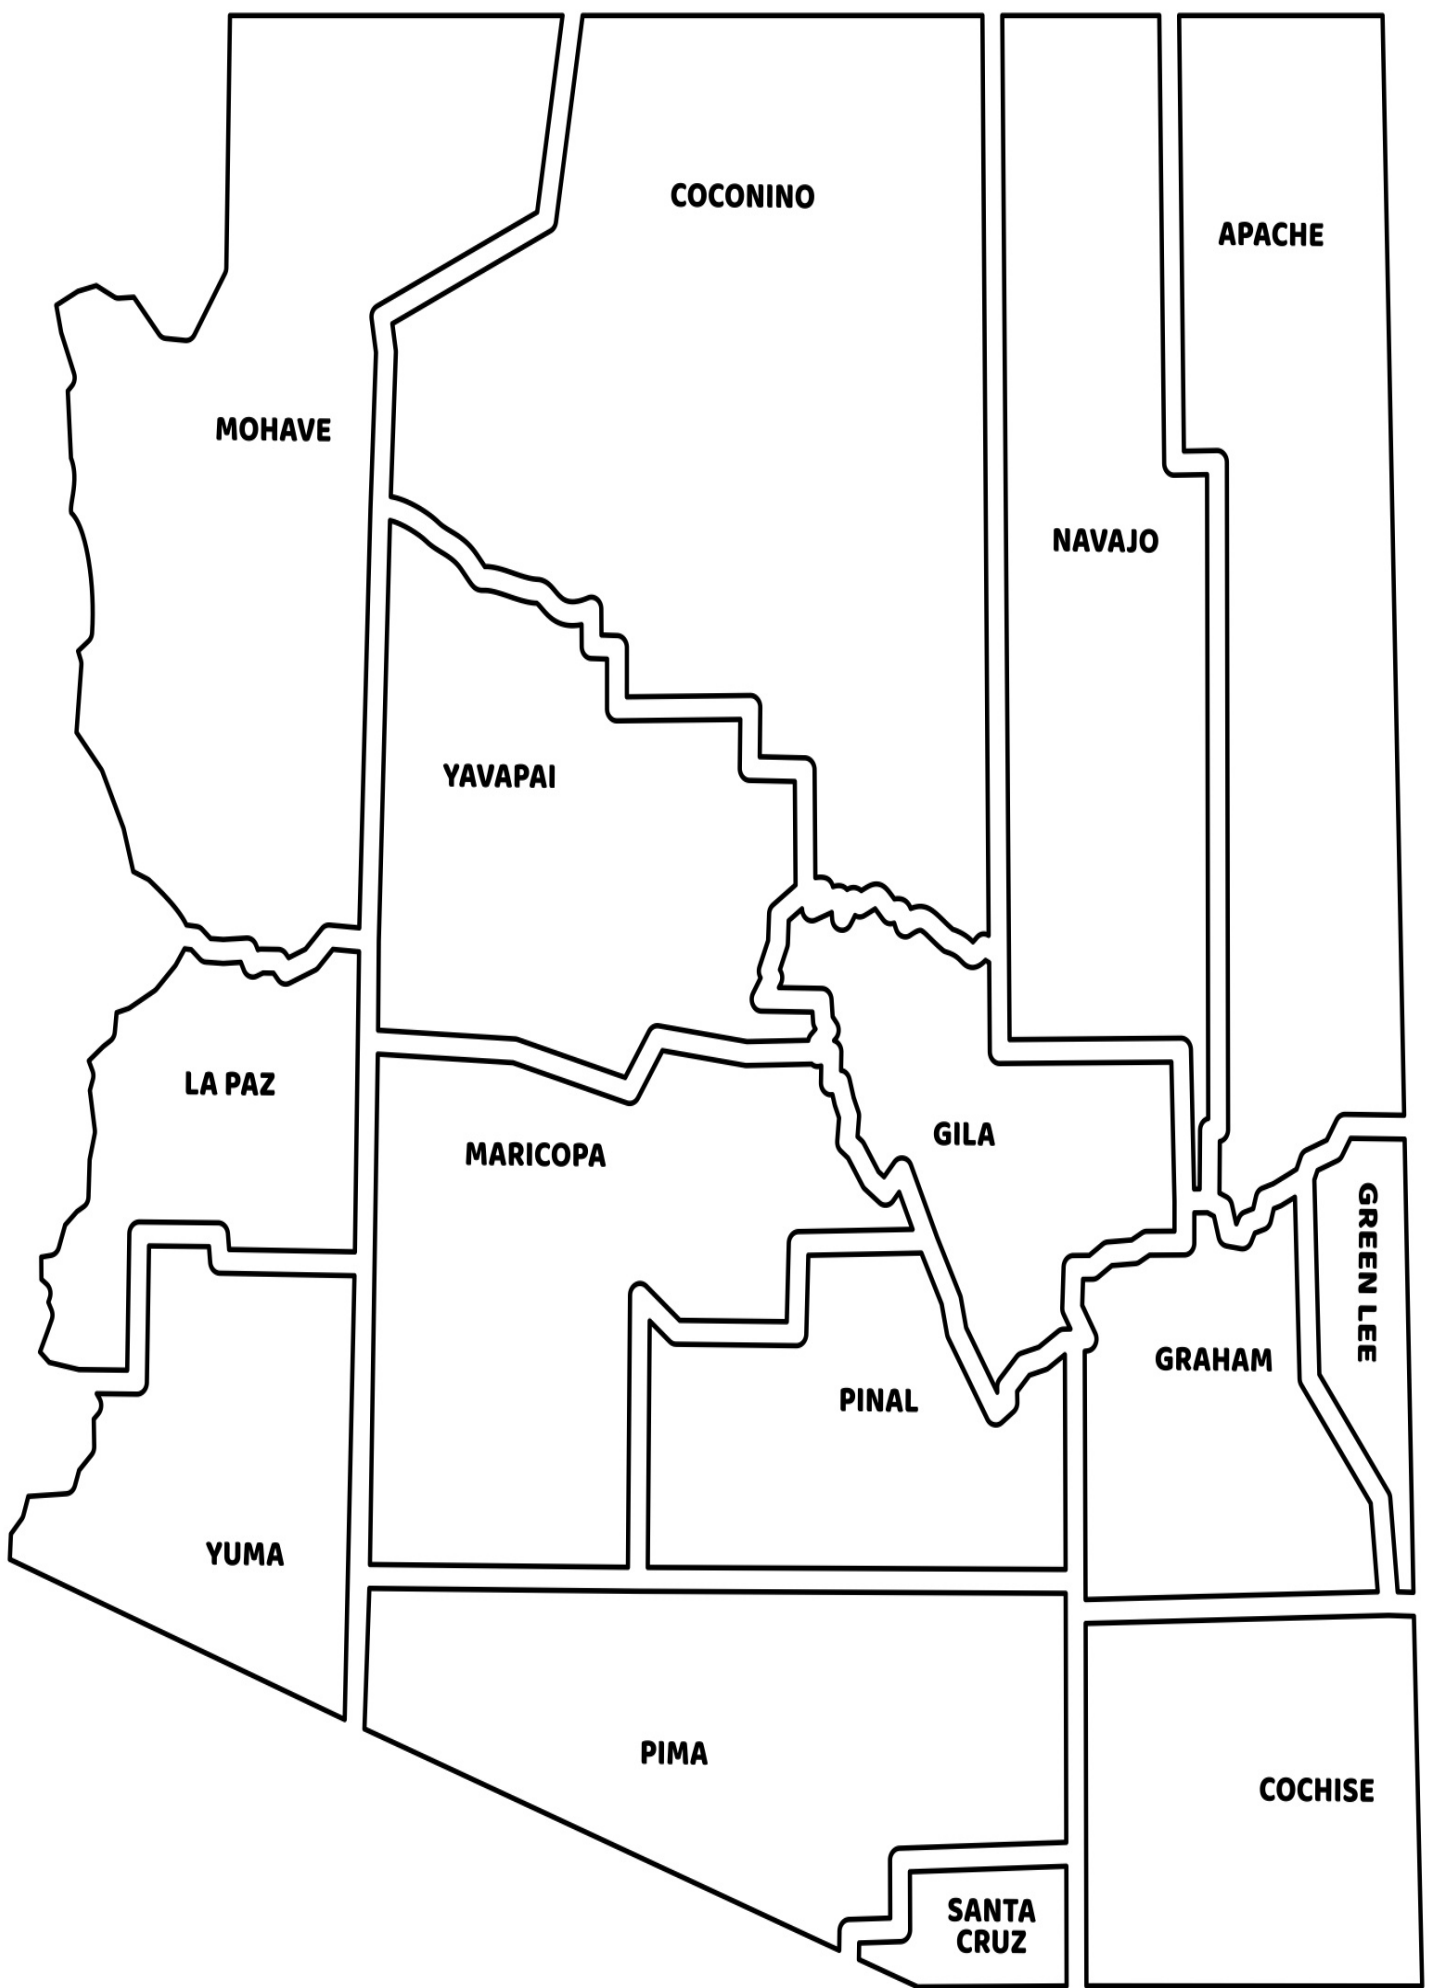 COCONINO
APACHE
MOHAVE
NAVAJO
YAVAPAI
LA PAZ
MARICOPA
GILA
GREEN LEE
GRAHAM
PINAL
YUMA
PIMA
COCHISE
SANTA
CRUZ